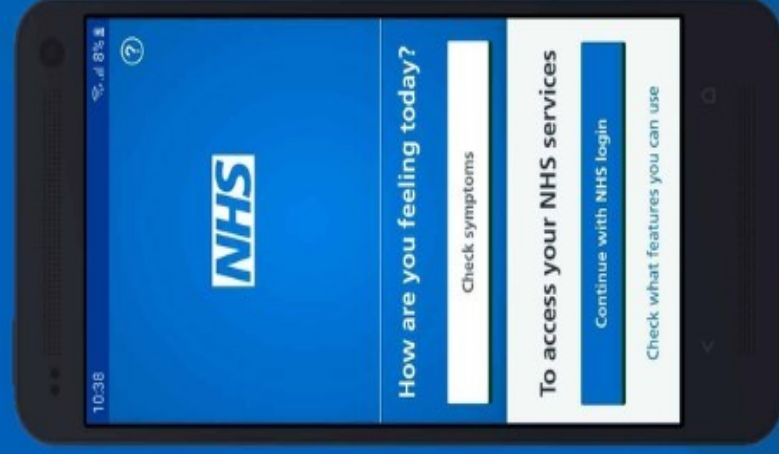 10:38
8%
?
NHS
How are you feeling today?
Check symptoms
To access your NHS services
Continue with NHS login
Check what features you can use